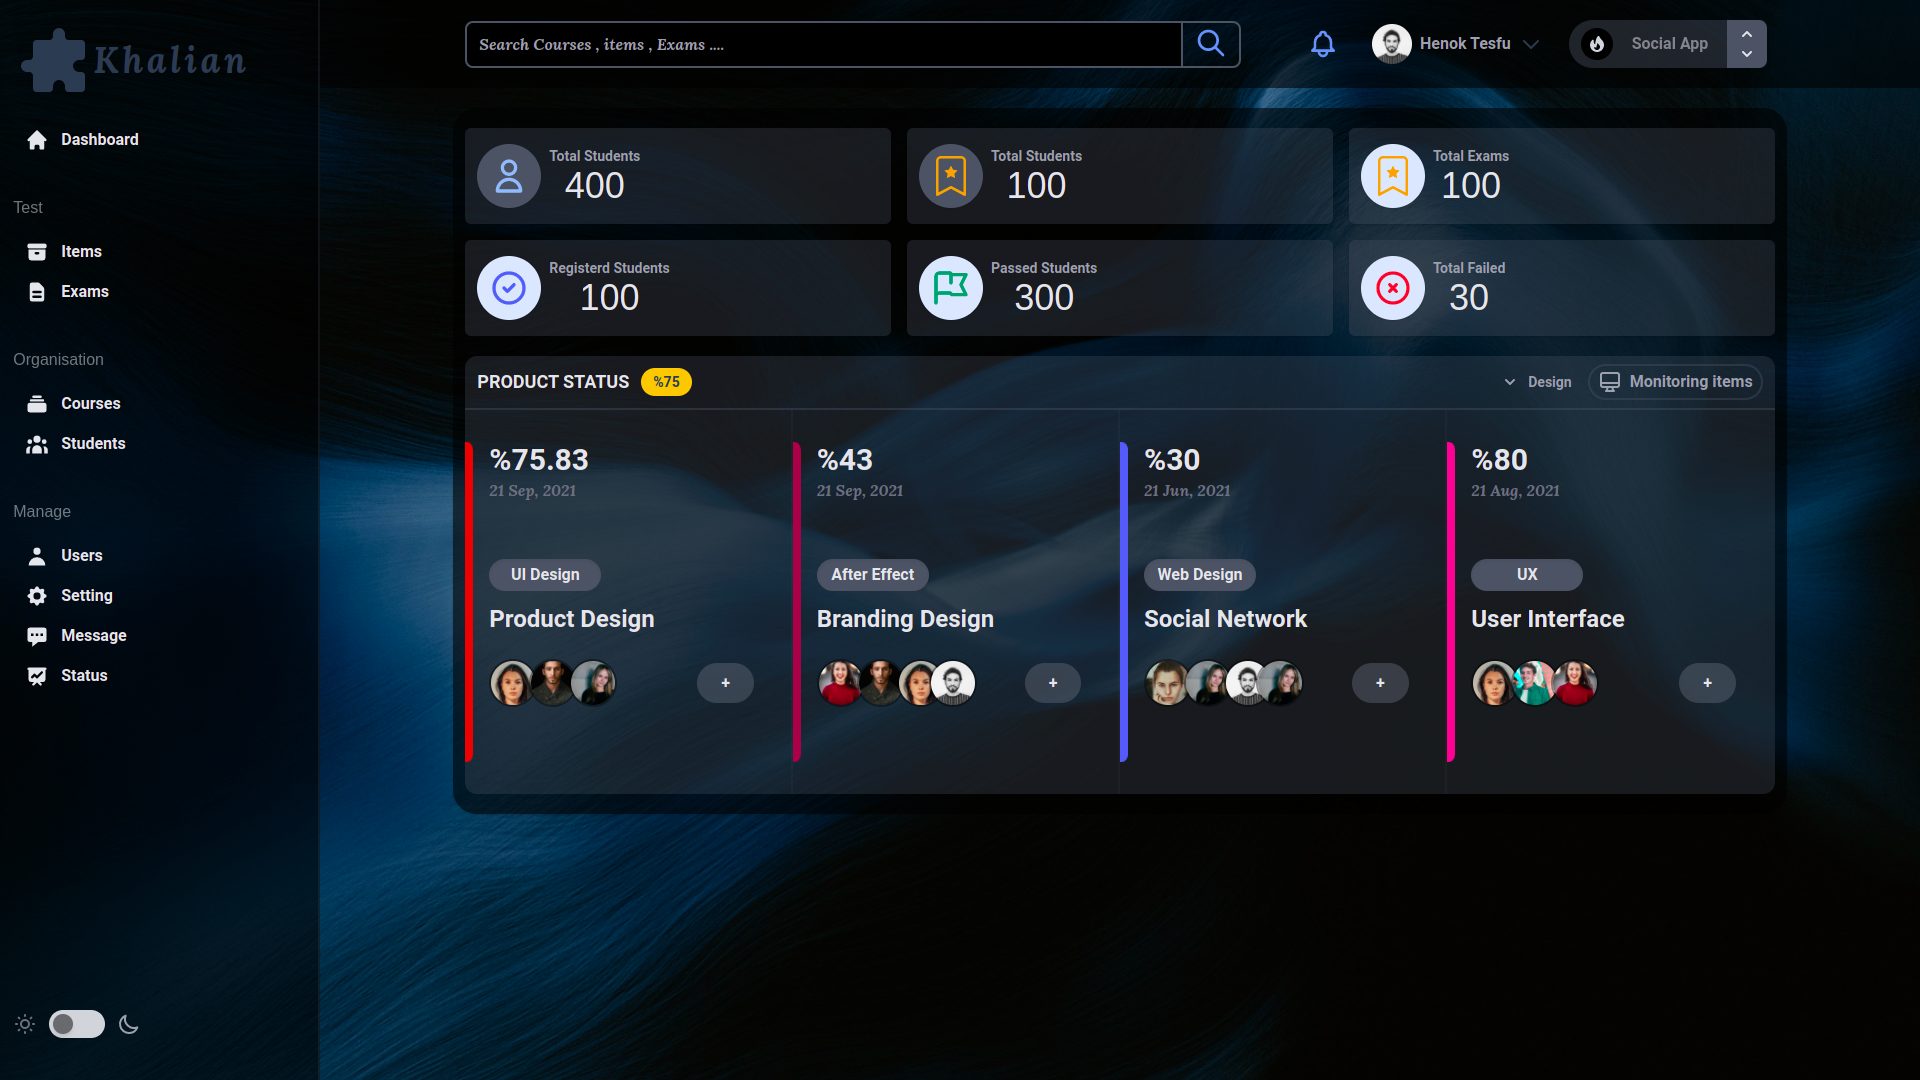 Khalian
Search Courses , items , Exams ....
Henok Tesfu
Social App
Dashboard
Test
Items
Exams
Organisation
Courses
Students
Manage
Users
Setting
Message
Status
Total Students
400
Total Students
100
Total Exams
100
Registerd Students
100
Passed Students
300
Total Failed
30
PRODUCT STATUS %75
Design
Monitoring items
%75.83
21 Sep, 2021
UI Design
Product Design
+
%43
21 Sep, 2021
After Effect
Branding Design
+
%30
21 Jun, 2021
Web Design
Social Network
+
%80
21 Aug, 2021
UX
User Interface
+